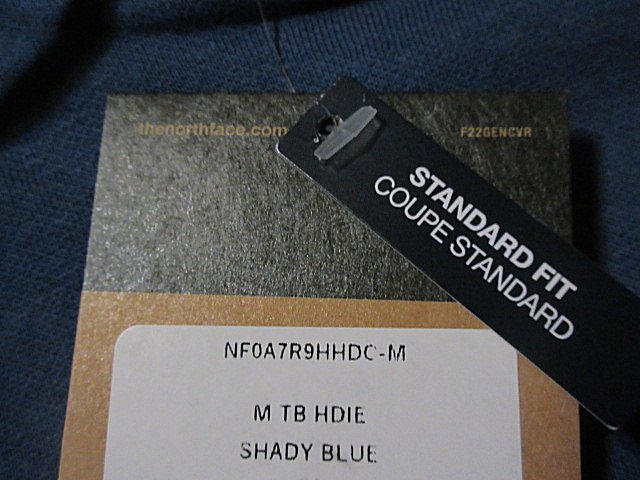 thenorthface.com
F22GENCVR
STANDARD FIT
COUPE STANDARD
NF0A7R9HHDC-M
M TB HDIE
SHADY BLUE